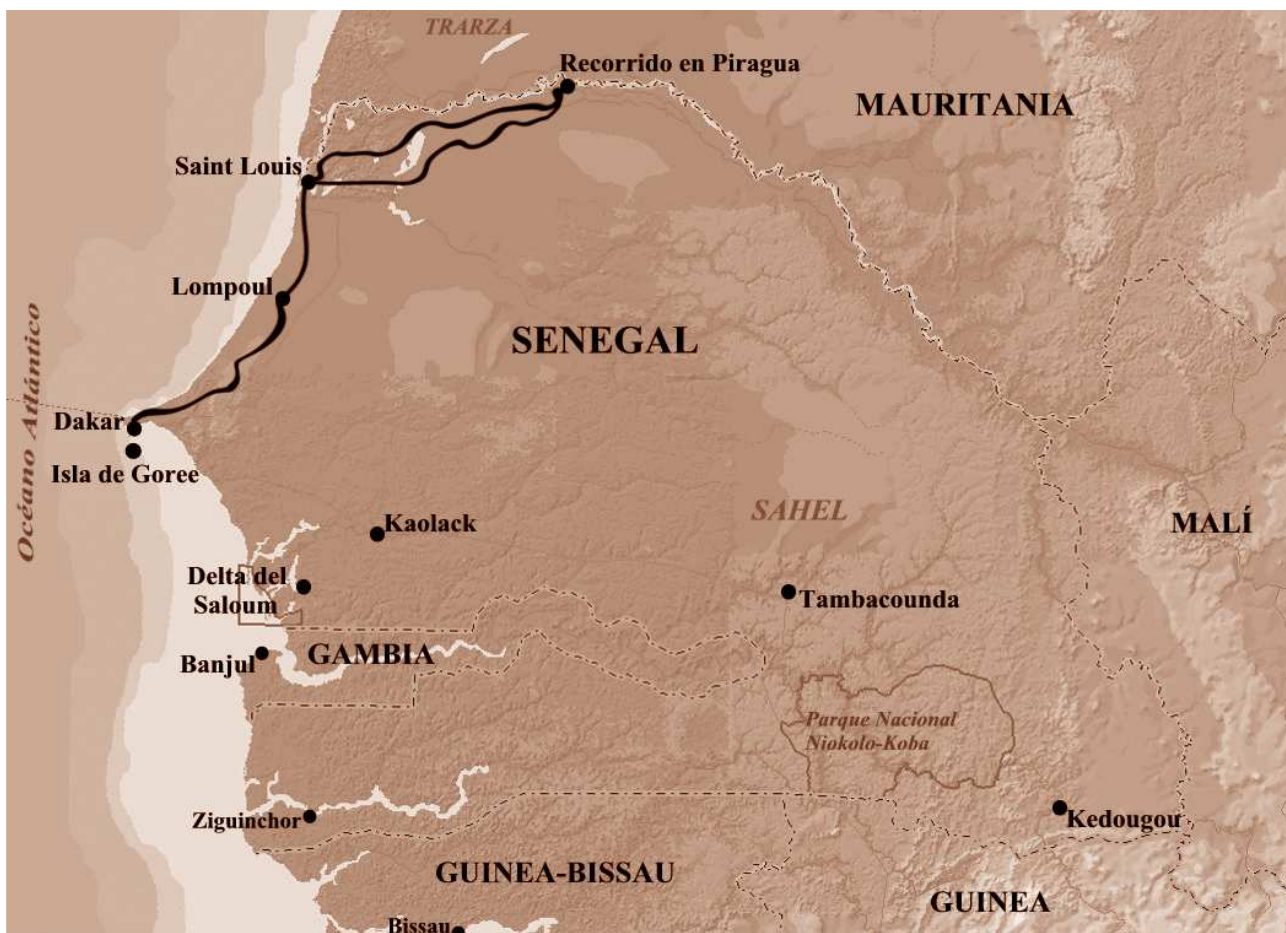 TRARZA
Recorrido en Piragua
MAURITANIA
Saint Louis
Lompoul
SENEGAL
Océano Atlántico
Dakar
Isla de Goree
Kaolack
SAHEL
MALÍ
Delta del
Saloum
Tambacounda
Banjul
GAMBIA
Parque Nacional
Niokolo-Koba
Ziguinchor
Kedougou
GUINEA-BISSAU
GUINEA
Bissau